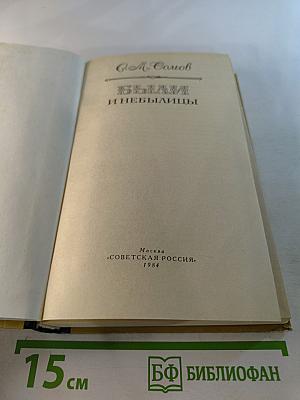 О.М. Сомов
БЫЛИ
И НЕБЫЛИЦЫ
Москва
«СОВЕТСКАЯ РОССИЯ»
1984
15 см
БФ БИБЛИОФАН